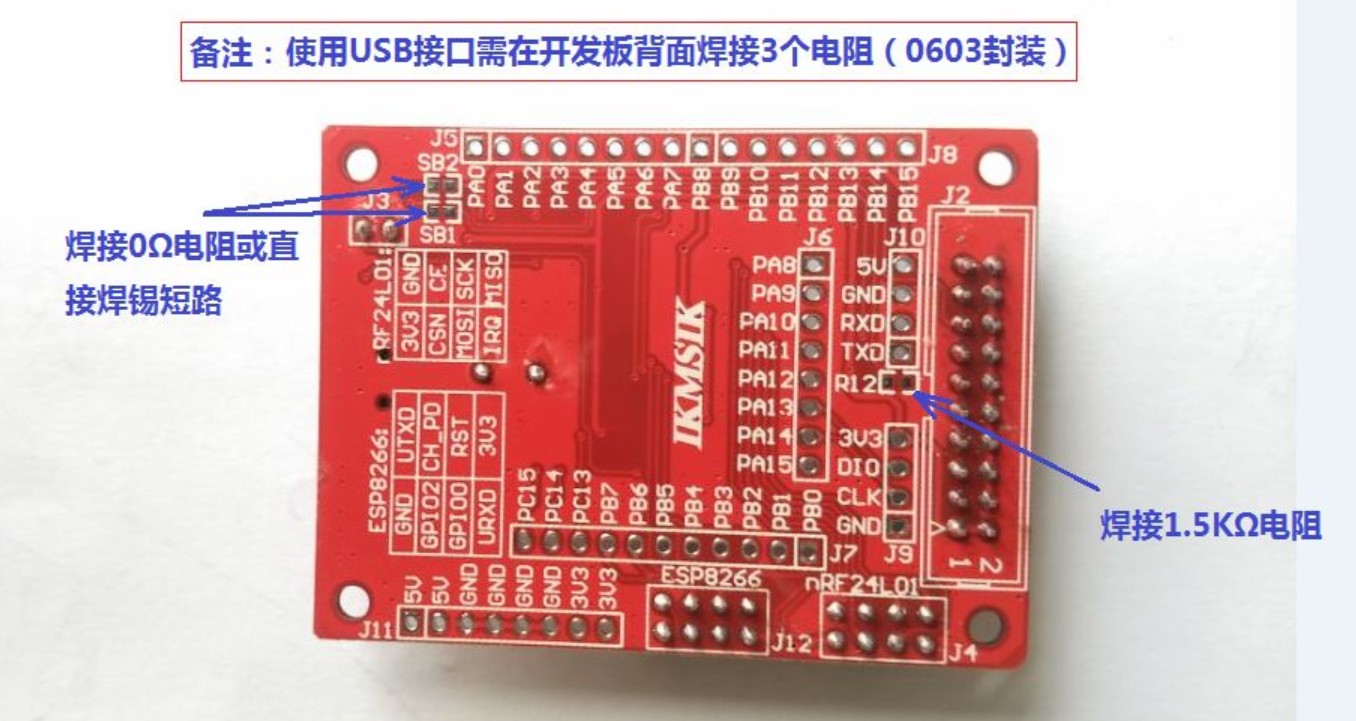 备注：使用USB接口需在开发板背面焊接3个电阻（0603封装）
J5
J8
SB2
PA0
PA1
PA2
PA3
PA4
PA5
PA6
PA7
PB8
PB9
PB10
PB11
PB12
PB13
PB14
PB15
J3
SB1
J2
焊接0Ω电阻或直
接焊锡短路
RF24L01:
3V3 GND
CSN CE
MOSI SCK
IRQ MISO
IKMSIK
J6
PA8
PA9
PA10
PA11
PA12
PA13
PA14
PA15
J10
5V
GND
RXD
TXD
R12
3V3
DIO
CLK
GND
J9
焊接1.5KΩ电阻
ESP8266:
GND UTXD
GPIO2 CH_PD
GPIO0 RST
URXD 3V3
PC15
PC14
PC13
PB7
PB6
PB5
PB4
PB3
PB2
PB1
PB0
J7
1
2
5V
5V
GND
GND
GND
GND
3V3
3V3
J11
ESP8266
J12
nRF24L01
J4